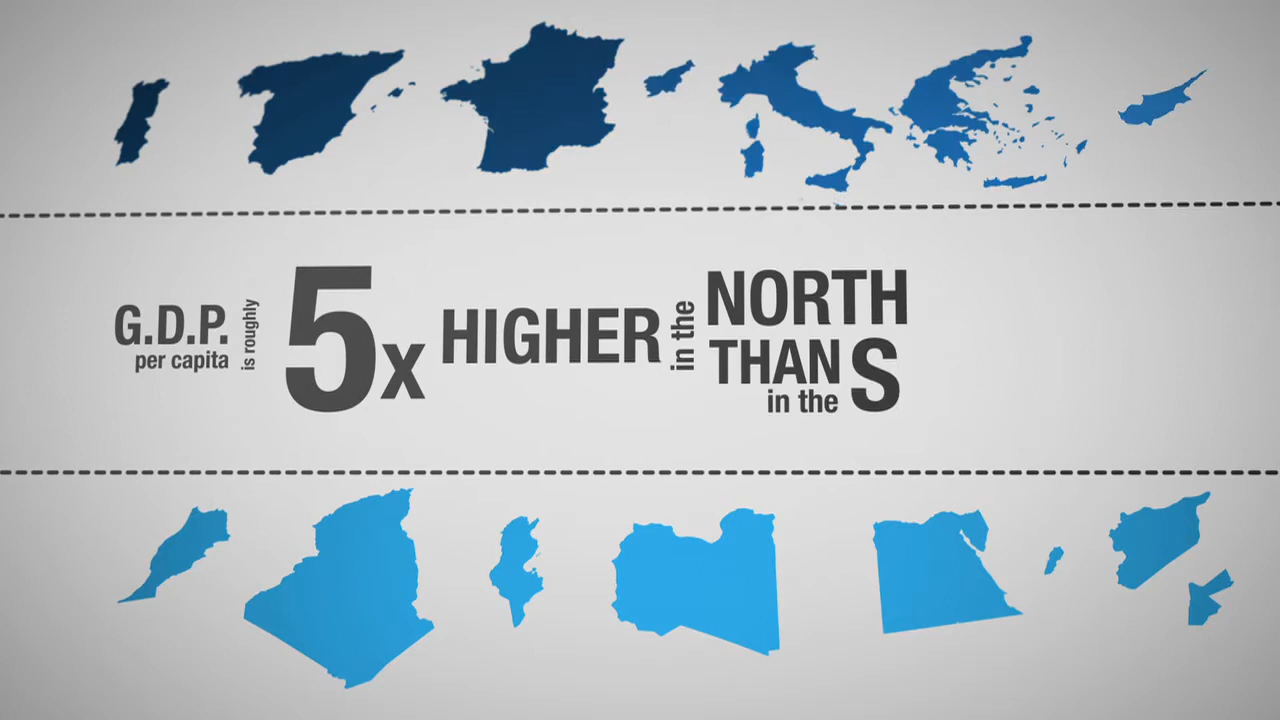 G.D.P.
per capita
is roughly
5x
HIGHER
in the
NORTH
THAN
in the
S